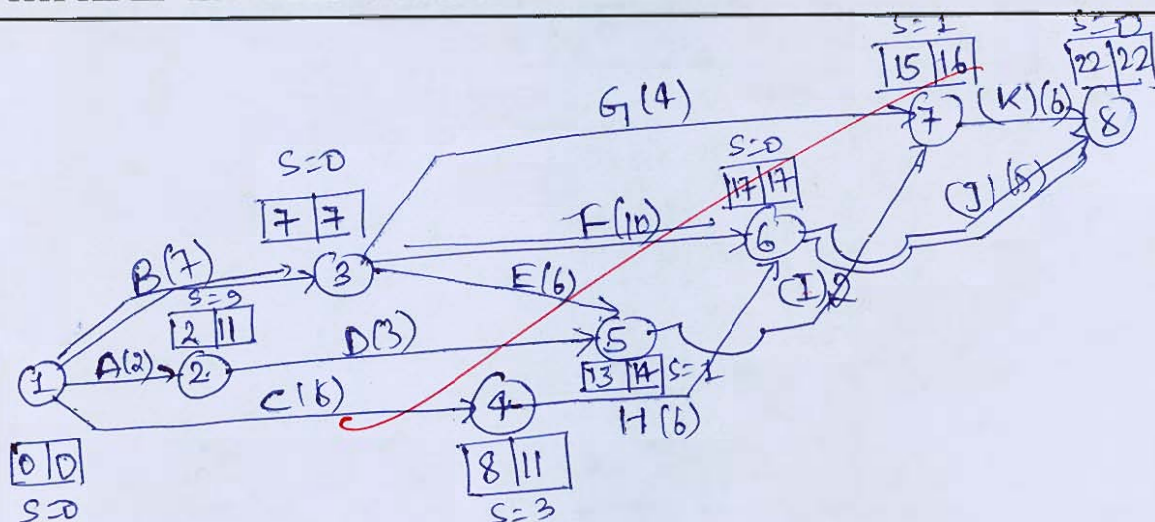 S=1
S=0
15 16
22 22
G(4)
7
(K)(6)
8
S=0
S=0
7 7
17 17
F(10)
6
(J)(5)
B(7)
3
E(6)
(I)2
S=9
2 11
D(3)
5
1
A(2)
2
13 14 S=1
4
H(6)
0 0
8 11
S=0
S=3